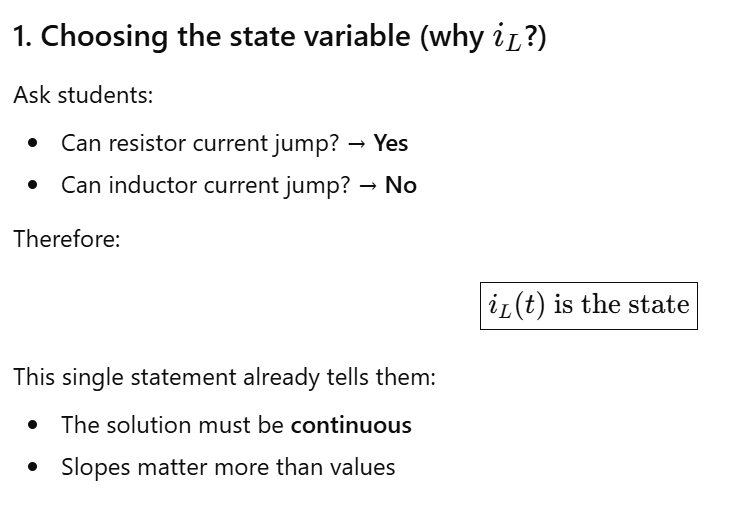 1. Choosing the state variable (why i_L?)
Ask students:
• Can resistor current jump? → Yes
• Can inductor current jump? → No
Therefore:
i_L(t) is the state
This single statement already tells them:
• The solution must be continuous
• Slopes matter more than values